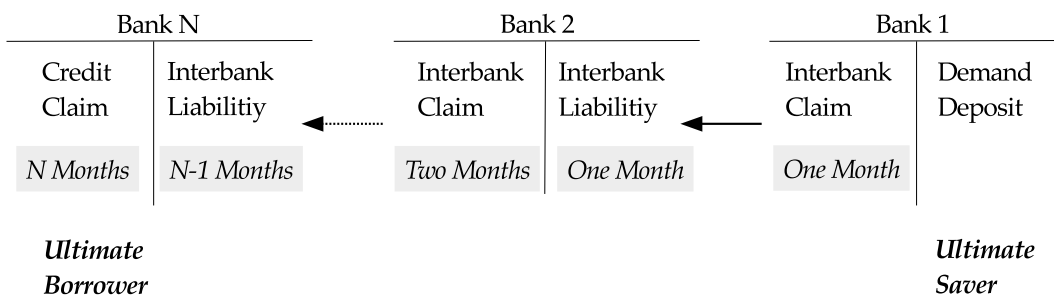 Bank N
Credit
Claim
N Months
Interbank
Liabilitiy
N-1 Months
Bank 2
Interbank
Claim
Two Months
Interbank
Liabilitiy
One Month
Bank 1
Interbank
Claim
One Month
Demand
Deposit
Ultimate
Borrower
Ultimate
Saver